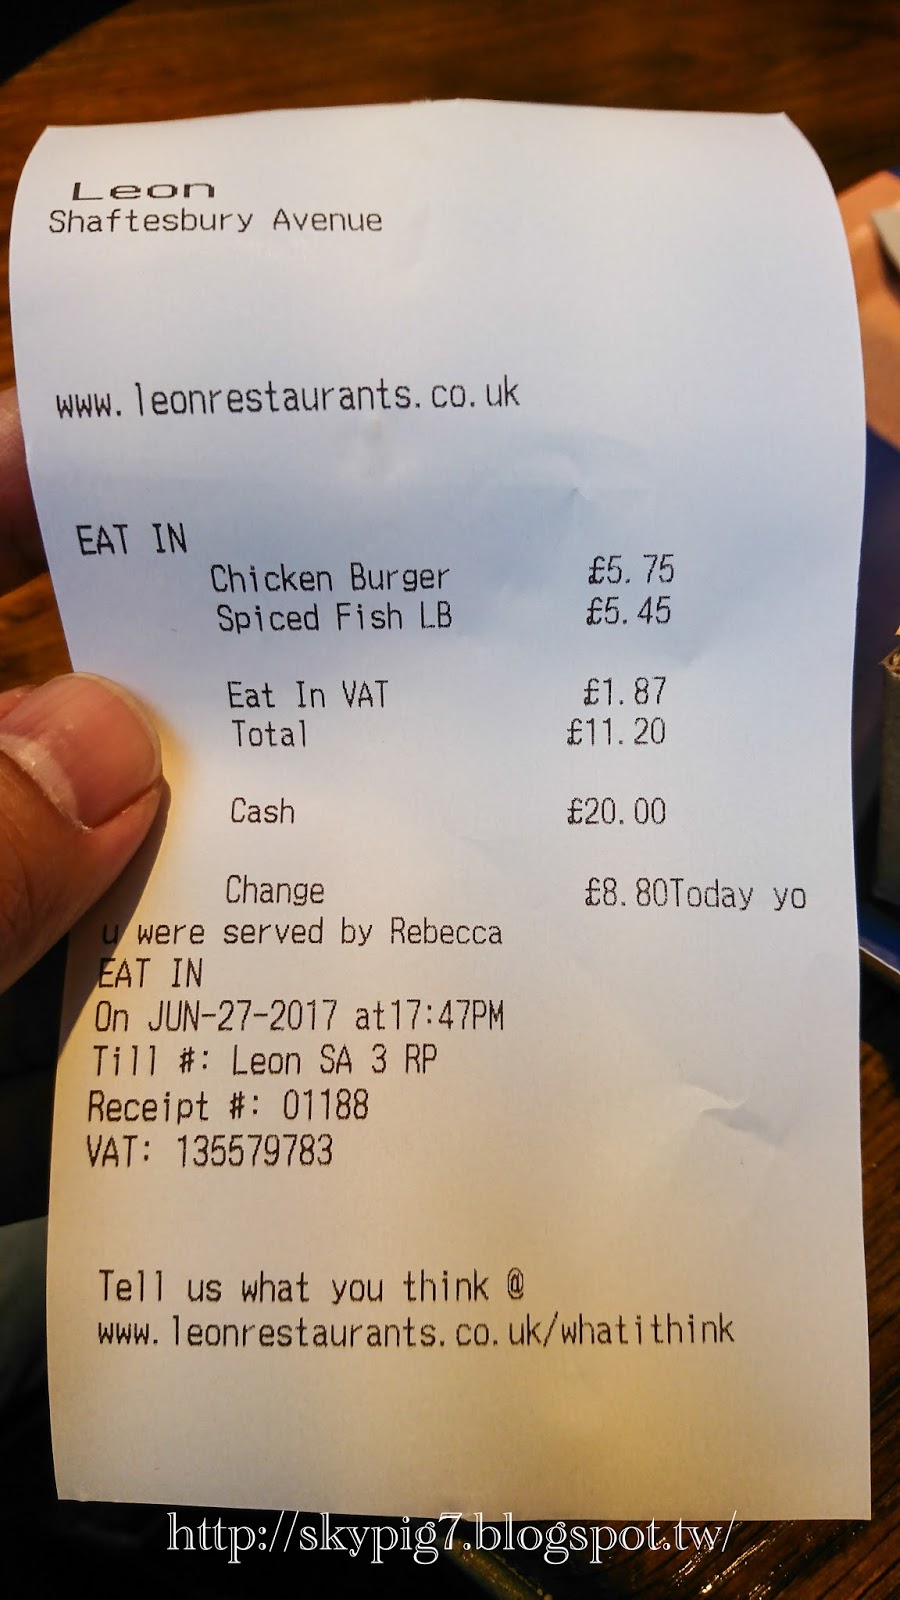 Leon
Shaftesbury Avenue
www.leonrestaurants.co.uk
EAT IN
Chicken Burger £5.75
Spiced Fish LB £5.45
Eat In VAT £1.87
Total £11.20
Cash £20.00
Change £8.80Today yo
u were served by Rebecca
EAT IN
On JUN-27-2017 at17:47PM
Till #: Leon SA 3 RP
Receipt #: 01188
VAT: 135579783
Tell us what you think @
www.leonrestaurants.co.uk/whatithink
http://skypig7.blogspot.tw/